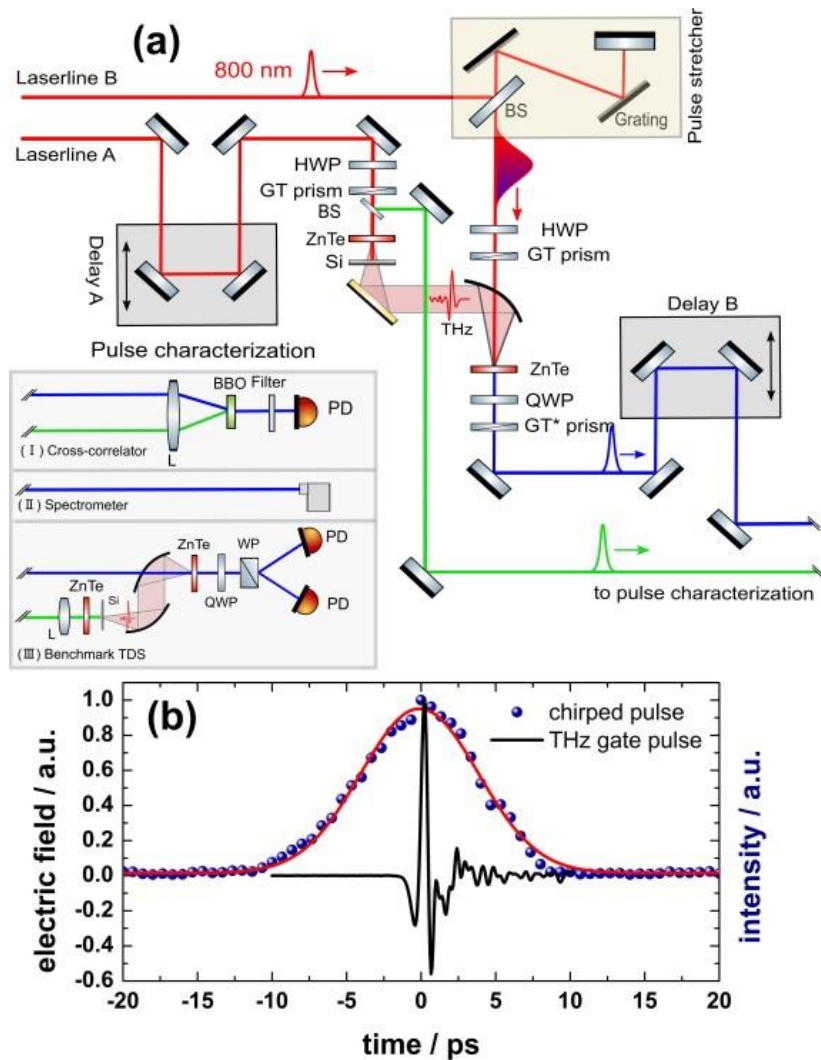 (a)
Laserline B
800 nm
BS
Grating
Pulse stretcher
Laserline A
HWP
GT prism
BS
ZnTe
Si
Delay A
HWP
GT prism
THz
ZnTe
QWP
GT* prism
Delay B
Pulse characterization
BBO Filter
PD
L
(Ⅰ) Cross-correlator
(Ⅱ) Spectrometer
ZnTe
WP
PD
QWP
PD
ZnTe
Si
L
(Ⅲ) Benchmark TDS
to pulse characterization
(b)
chirped pulse
THz gate pulse
electric field / a.u.
1.0
0.8
0.6
0.4
0.2
0.0
-0.2
-0.4
-0.6
intensity / a.u.
-20 -15 -10 -5 0 5 10 15 20
time / ps